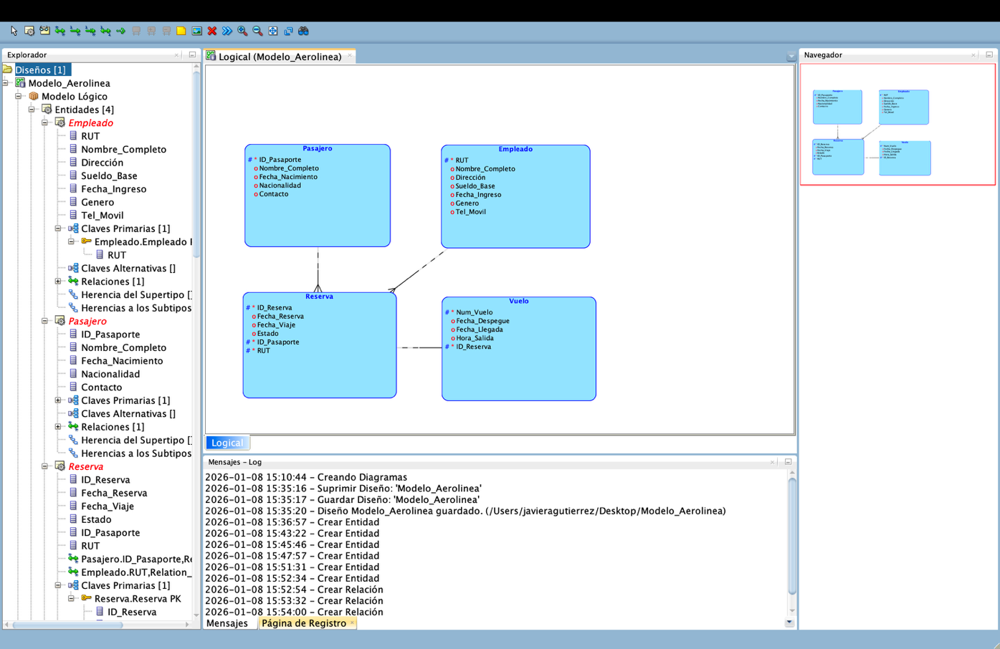 Explorador
Diseños [1]
Modelo_Aerolinea
Modelo Lógico
Entidades [4]
Empleado
RUT
Nombre_Completo
Dirección
Sueldo_Base
Fecha_Ingreso
Genero
Tel_Movil
Claves Primarias [1]
Empleado.Empleado
RUT
Claves Alternativas []
Relaciones [1]
Herencia del Supertipo []
Herencias a los Subtipos
Pasajero
ID_Pasaporte
Nombre_Completo
Fecha_Nacimiento
Nacionalidad
Contacto
Claves Primarias [1]
Claves Alternativas []
Relaciones [1]
Herencia del Supertipo []
Herencias a los Subtipos
Reserva
ID_Reserva
Fecha_Reserva
Fecha_Viaje
Estado
ID_Pasaporte
RUT
Pasajero.ID_Pasaporte,Re
Empleado.RUT,Relation_
Claves Primarias [1]
Reserva.Reserva PK
ID_Reserva
Logical (Modelo_Aerolinea)
Pasajero
# * ID_Pasaporte
o Nombre_Completo
o Fecha_Nacimiento
o Nacionalidad
o Contacto
Empleado
# * RUT
o Nombre_Completo
o Dirección
o Sueldo_Base
o Fecha_Ingreso
o Genero
o Tel_Movil
Reserva
# * ID_Reserva
o Fecha_Reserva
o Fecha_Viaje
o Estado
# * ID_Pasaporte
# * RUT
Vuelo
# * Num_Vuelo
o Fecha_Despegue
o Fecha_Llegada
o Hora_Salida
# * ID_Reserva
Logical
Mensajes - Log
2026-01-08 15:10:44 - Creando Diagramas
2026-01-08 15:35:16 - Suprimir Diseño: 'Modelo_Aerolinea'
2026-01-08 15:35:17 - Guardar Diseño: 'Modelo_Aerolinea'
2026-01-08 15:35:20 - Diseño Modelo_Aerolinea guardado. (/Users/javieragutierrez/Desktop/Modelo_Aerolinea)
2026-01-08 15:36:57 - Crear Entidad
2026-01-08 15:43:22 - Crear Entidad
2026-01-08 15:45:46 - Crear Entidad
2026-01-08 15:47:57 - Crear Entidad
2026-01-08 15:51:31 - Crear Entidad
2026-01-08 15:52:34 - Crear Entidad
2026-01-08 15:52:54 - Crear Relación
2026-01-08 15:53:32 - Crear Relación
2026-01-08 15:54:00 - Crear Relación
Mensajes
Página de Registro
Navegador